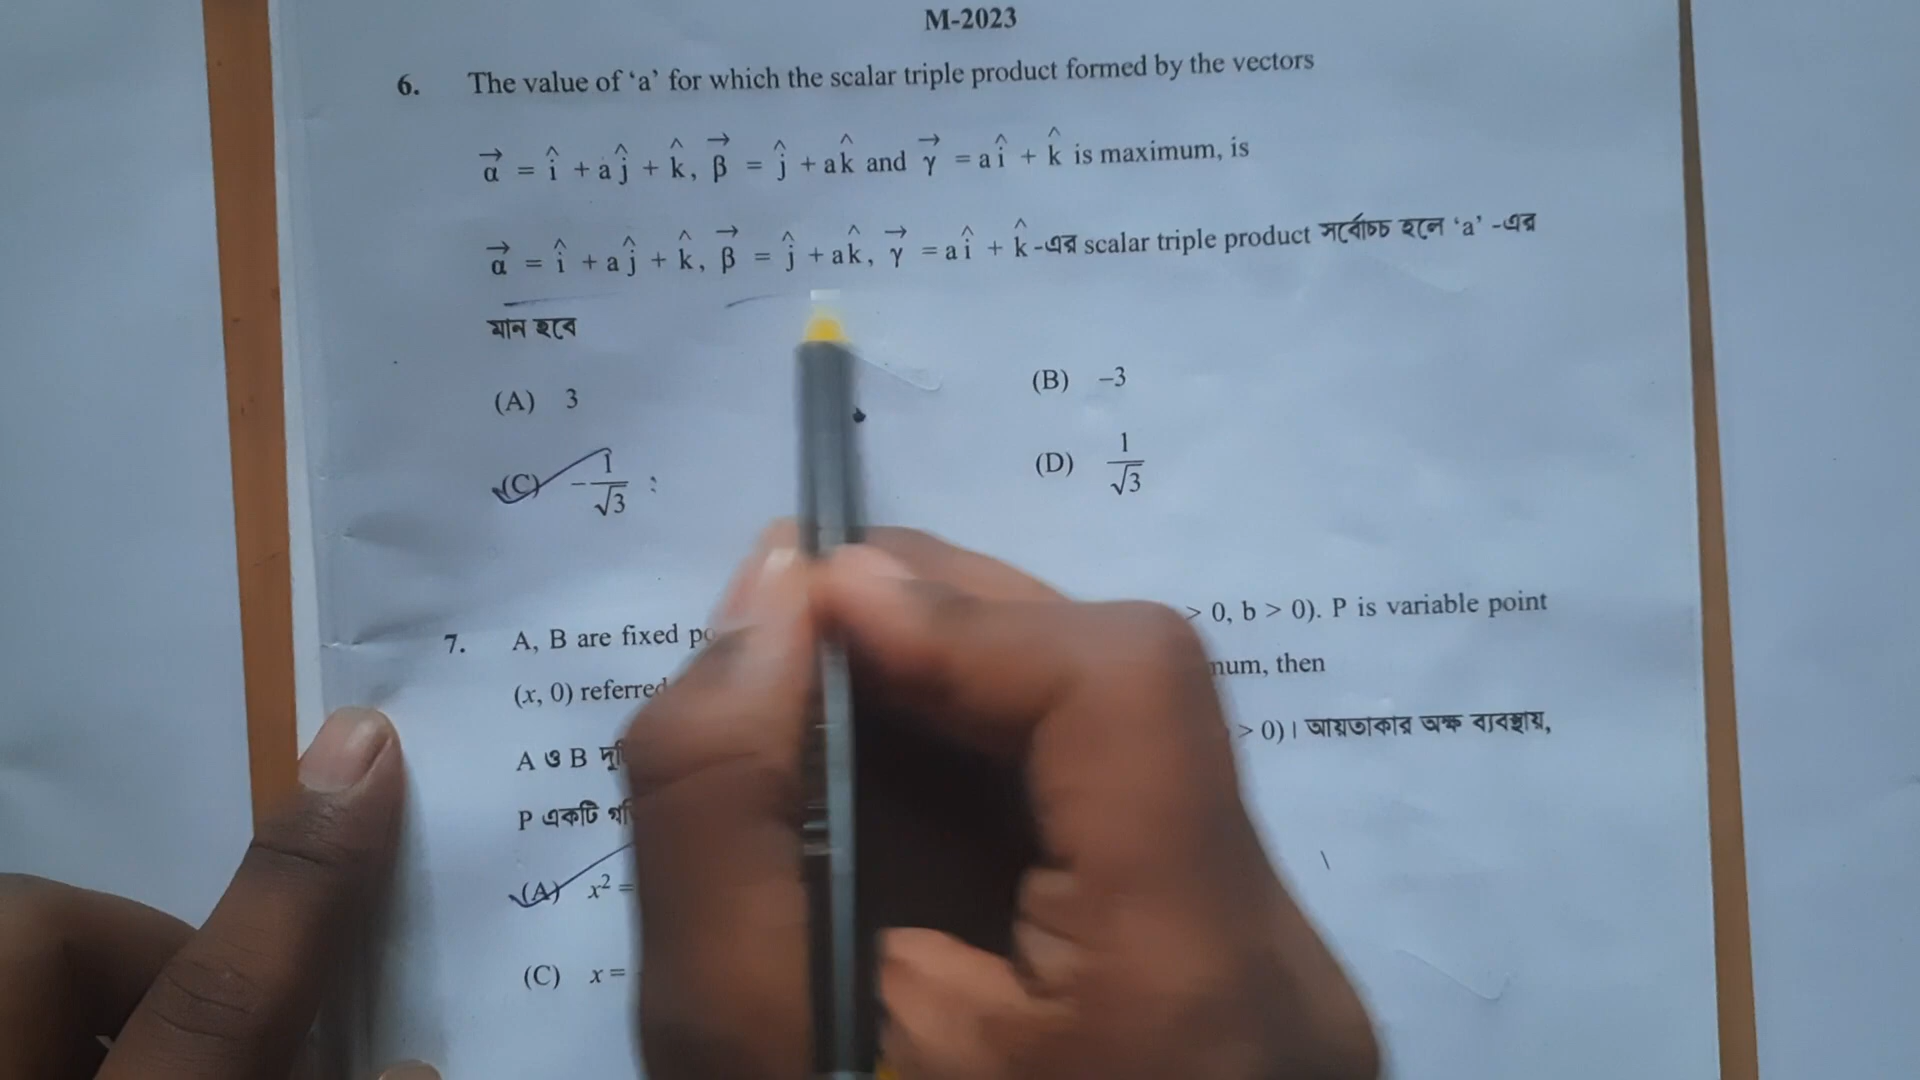 M-2023
6. The value of ‘a’ for which the scalar triple product formed by the vectors
α⃗ = î + aĵ + k̂, β⃗ = ĵ + ak̂ and γ⃗ = aî + k̂ is maximum, is
α⃗ = î + aĵ + k̂, β⃗ = ĵ + ak̂, γ⃗ = aî + k̂ -এর scalar triple product সর্বোচ্চ হলে ‘a’ -এর
মান হবে
(A) 3 (B) –3
(C) -1/√3 (D) 1/√3
7. A, B are fixed > 0, b > 0). P is variable point
(x, 0) referred then
A ও B > 0)। আয়তাকার অক্ষ ব্যবস্থায়,
P একটি
(A) x² =
(C) x =